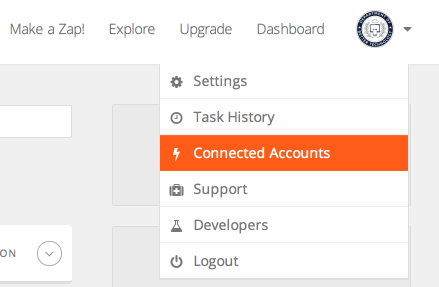 Make a Zap! Explore Upgrade Dashboard
Settings
Task History
Connected Accounts
Support
ON
Developers
Logout